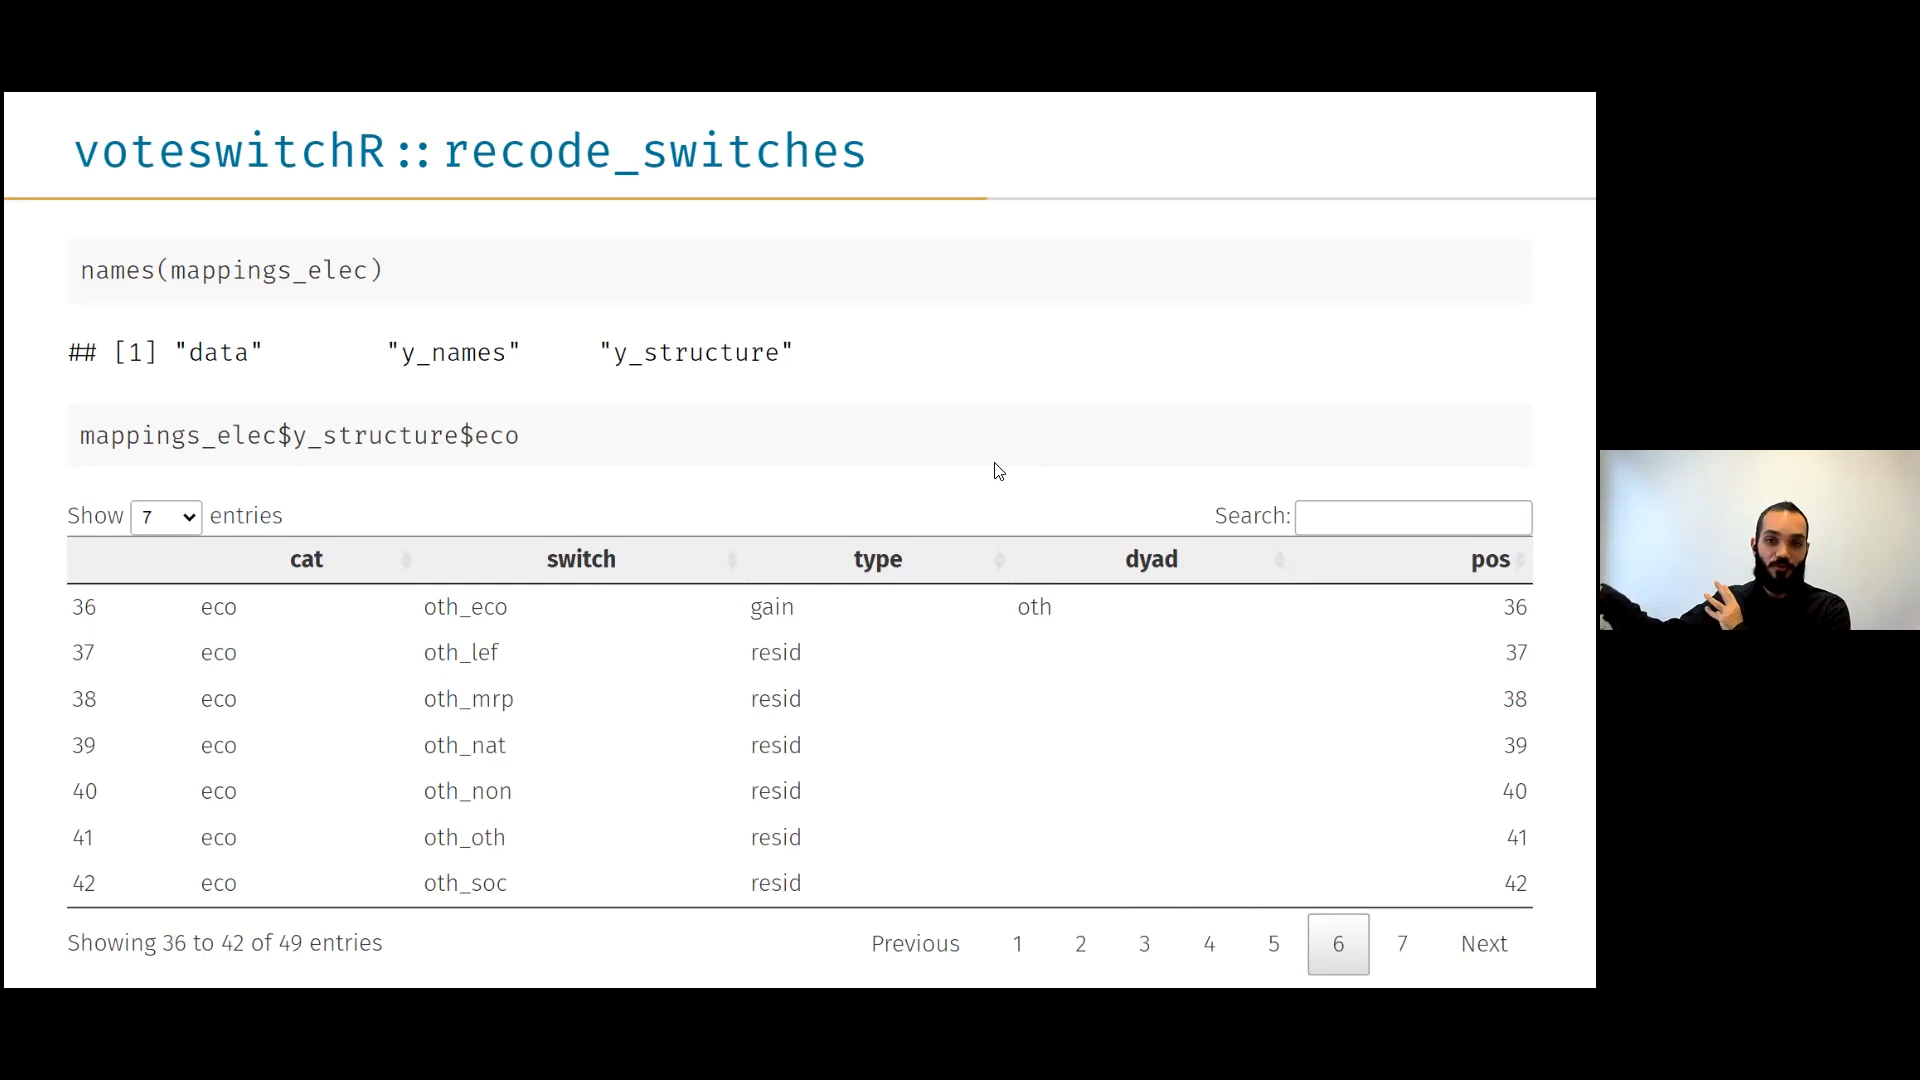 voteswitchR::recode_switches
names(mappings_elec)
## [1] "data" "y_names" "y_structure"
mappings_elec$y_structure$eco
Show 7 entries Search:
cat switch type dyad pos
36 eco oth_eco gain oth 36
37 eco oth_lef resid 37
38 eco oth_mrp resid 38
39 eco oth_nat resid 39
40 eco oth_non resid 40
41 eco oth_oth resid 41
42 eco oth_soc resid 42
Showing 36 to 42 of 49 entries Previous 1 2 3 4 5 6 7 Next